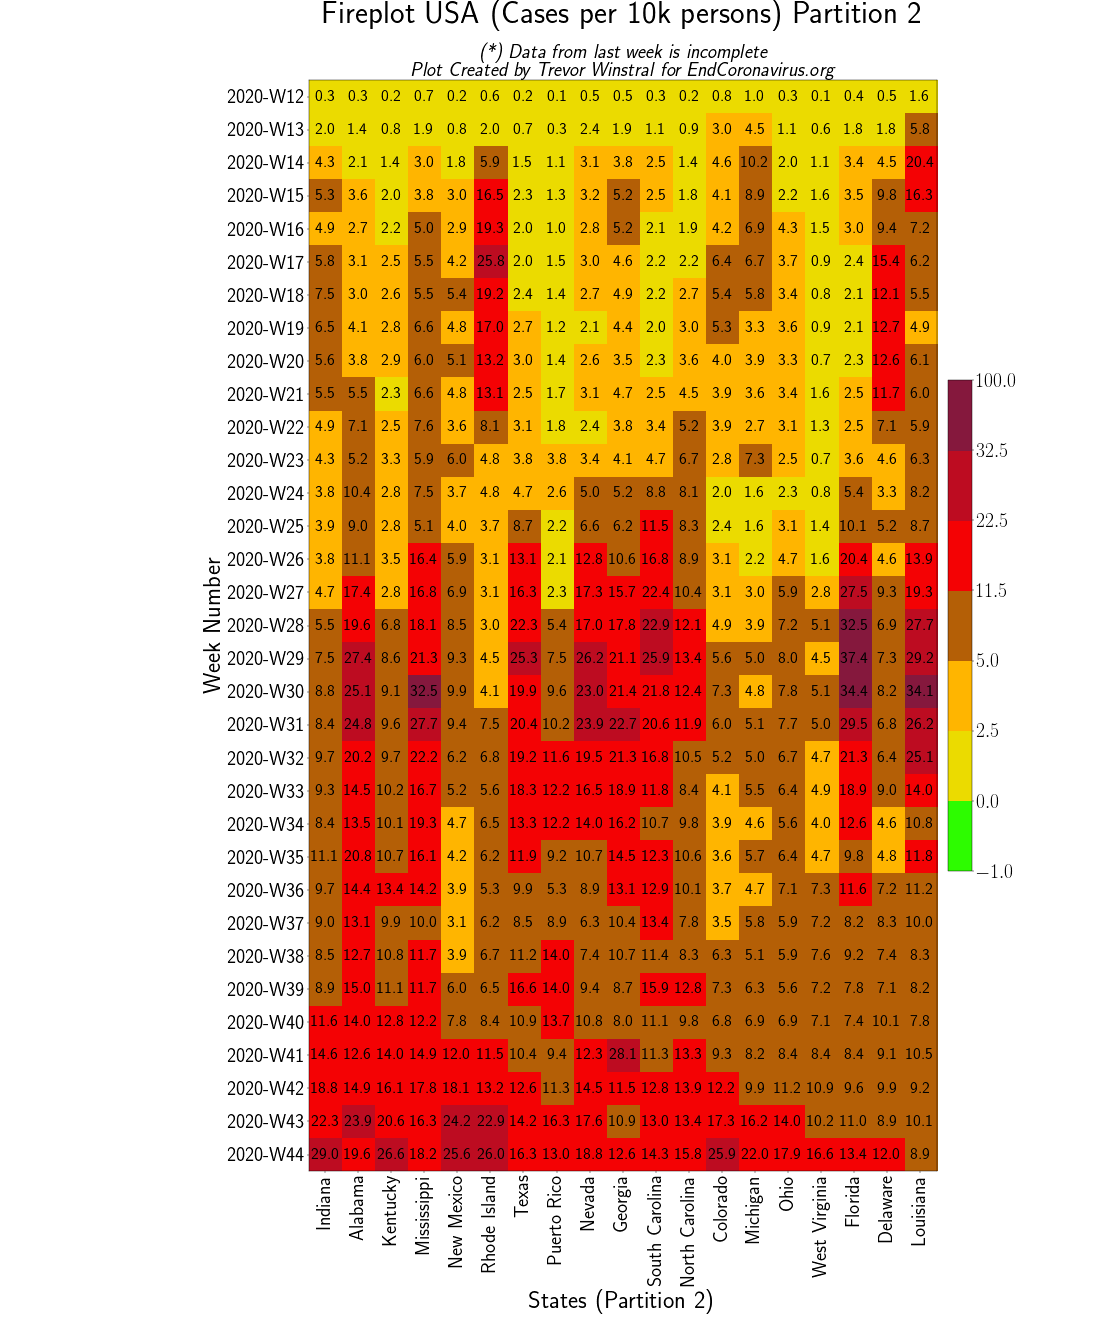 Fireplot USA (Cases per 10k persons) Partition 2
(*) Data from last week is incomplete
Plot Created by Trevor Winstral for EndCoronavirus.org
2020-W12 0.3 0.3 0.2 0.7 0.2 0.6 0.2 0.1 0.5 0.5 0.3 0.2 0.8 1.0 0.3 0.1 0.4 0.5 1.6
2020-W13 2.0 1.4 0.8 1.9 0.8 2.0 0.7 0.3 2.4 1.9 1.1 0.9 3.0 4.5 1.1 0.6 1.8 1.8 5.8
2020-W14 4.3 2.1 1.4 3.0 1.8 5.9 1.5 1.1 3.1 3.8 2.5 1.4 4.6 10.2 2.0 1.1 3.4 4.5 20.4
2020-W15 5.3 3.6 2.0 3.8 3.0 16.5 2.3 1.3 3.2 5.2 2.5 1.8 4.1 8.9 2.2 1.6 3.5 9.8 16.3
2020-W16 4.9 2.7 2.2 5.0 2.9 19.3 2.0 1.0 2.8 5.2 2.1 1.9 4.2 6.9 4.3 1.5 3.0 9.4 7.2
2020-W17 5.8 3.1 2.5 5.5 4.2 25.8 2.0 1.5 3.0 4.6 2.2 2.2 6.4 6.7 3.7 0.9 2.4 15.4 6.2
2020-W18 7.5 3.0 2.6 5.5 5.4 19.2 2.4 1.4 2.7 4.9 2.2 2.7 5.4 5.8 3.4 0.8 2.1 12.1 5.5
2020-W19 6.5 4.1 2.8 6.6 4.8 17.0 2.7 1.2 2.1 4.4 2.0 3.0 5.3 3.3 3.6 0.9 2.1 12.7 4.9
2020-W20 5.6 3.8 2.9 6.0 5.1 13.2 3.0 1.4 2.6 3.5 2.3 3.6 4.0 3.9 3.3 0.7 2.3 12.6 6.1
2020-W21 5.5 5.5 2.3 6.6 4.8 13.1 2.5 1.7 3.1 4.7 2.5 4.5 3.9 3.6 3.4 1.6 2.5 11.7 6.0
2020-W22 4.9 7.1 2.5 7.6 3.6 8.1 3.1 1.8 2.4 3.8 3.4 5.2 3.9 2.7 3.1 1.3 2.5 7.1 5.9
2020-W23 4.3 5.2 3.3 5.9 6.0 4.8 3.8 3.8 3.4 4.1 4.7 6.7 2.8 7.3 2.5 0.7 3.6 4.6 6.3
2020-W24 3.8 10.4 2.8 7.5 3.7 4.8 4.7 2.6 5.0 5.2 8.8 8.1 2.0 1.6 2.3 0.8 5.4 3.3 8.2
2020-W25 3.9 9.0 2.8 5.1 4.0 3.7 8.7 2.2 6.6 6.2 11.5 8.3 2.4 1.6 3.1 1.4 10.1 5.2 8.7
2020-W26 3.8 11.1 3.5 16.4 5.9 3.1 13.1 2.1 12.8 10.6 16.8 8.9 3.1 2.2 4.7 1.6 20.4 4.6 13.9
2020-W27 4.7 17.4 2.8 16.8 6.9 3.1 16.3 2.3 17.3 15.7 22.4 10.4 3.1 3.0 5.9 2.8 27.5 9.3 19.3
2020-W28 5.5 19.6 6.8 18.1 8.5 3.0 22.3 5.4 17.0 17.8 22.9 12.1 4.9 3.9 7.2 5.1 32.5 6.9 27.7
2020-W29 7.5 27.4 8.6 21.3 9.3 4.5 25.3 7.5 26.2 21.1 25.9 13.4 5.6 5.0 8.0 4.5 37.4 7.3 29.2
2020-W30 8.8 25.1 9.1 32.5 9.9 4.1 19.9 9.6 23.0 21.4 21.8 12.4 7.3 4.8 7.8 5.1 34.4 8.2 34.1
2020-W31 8.4 24.8 9.6 27.7 9.4 7.5 20.4 10.2 23.9 22.7 20.6 11.9 6.0 5.1 7.7 5.0 29.5 6.8 26.2
2020-W32 9.7 20.2 9.7 22.2 6.2 6.8 19.2 11.6 19.5 21.3 16.8 10.5 5.2 5.0 6.7 4.7 21.3 6.4 25.1
2020-W33 9.3 14.5 10.2 16.7 5.2 5.6 18.3 12.2 16.5 18.9 11.8 8.4 4.1 5.5 6.4 4.9 18.9 9.0 14.0
2020-W34 8.4 13.5 10.1 19.3 4.7 6.5 13.3 12.2 14.0 16.2 10.7 9.8 3.9 4.6 5.6 4.0 12.6 4.6 10.8
2020-W35 11.1 20.8 10.7 16.1 4.2 6.2 11.9 9.2 10.7 14.5 12.3 10.6 3.6 5.7 6.4 4.7 9.8 4.8 11.8
2020-W36 9.7 14.4 13.4 14.2 3.9 5.3 9.9 5.3 8.9 13.1 12.9 10.1 3.7 4.7 7.1 7.3 11.6 7.2 11.2
2020-W37 9.0 13.1 9.9 10.0 3.1 6.2 8.5 8.9 6.3 10.4 13.4 7.8 3.5 5.8 5.9 7.2 8.2 8.3 10.0
2020-W38 8.5 12.7 10.8 11.7 3.9 6.7 11.2 14.0 7.4 10.7 11.4 8.3 6.3 5.1 5.9 7.6 9.2 7.4 8.3
2020-W39 8.9 15.0 11.1 11.7 6.0 6.5 16.6 14.0 9.4 8.7 15.9 12.8 7.3 6.3 5.6 7.2 7.8 7.1 8.2
2020-W40 11.6 14.0 12.8 12.2 7.8 8.4 10.9 13.7 10.8 8.0 11.1 9.8 6.8 6.9 6.9 7.1 7.4 10.1 7.8
2020-W41 14.6 12.6 14.0 14.9 12.0 11.5 10.4 9.4 12.3 28.1 11.3 13.3 9.3 8.2 8.4 8.4 8.4 9.1 10.5
2020-W42 18.8 14.9 16.1 17.8 18.1 13.2 12.6 11.3 14.5 11.5 12.8 13.9 12.2 9.9 11.2 10.9 9.6 9.9 9.2
2020-W43 22.3 23.9 20.6 16.3 24.2 22.9 14.2 16.3 17.6 10.9 13.0 13.4 17.3 16.2 14.0 10.2 11.0 8.9 10.1
2020-W44 29.0 19.6 26.6 18.2 25.6 26.0 16.3 13.0 18.8 12.6 14.3 15.8 25.9 22.0 17.9 16.6 13.4 12.0 8.9
Week Number
Indiana
Alabama
Kentucky
Mississippi
New Mexico
Rhode Island
Texas
Puerto Rico
Nevada
Georgia
South Carolina
North Carolina
Colorado
Michigan
Ohio
West Virginia
Florida
Delaware
Louisiana
States (Partition 2)
100.0
32.5
22.5
11.5
5.0
2.5
0.0
−1.0